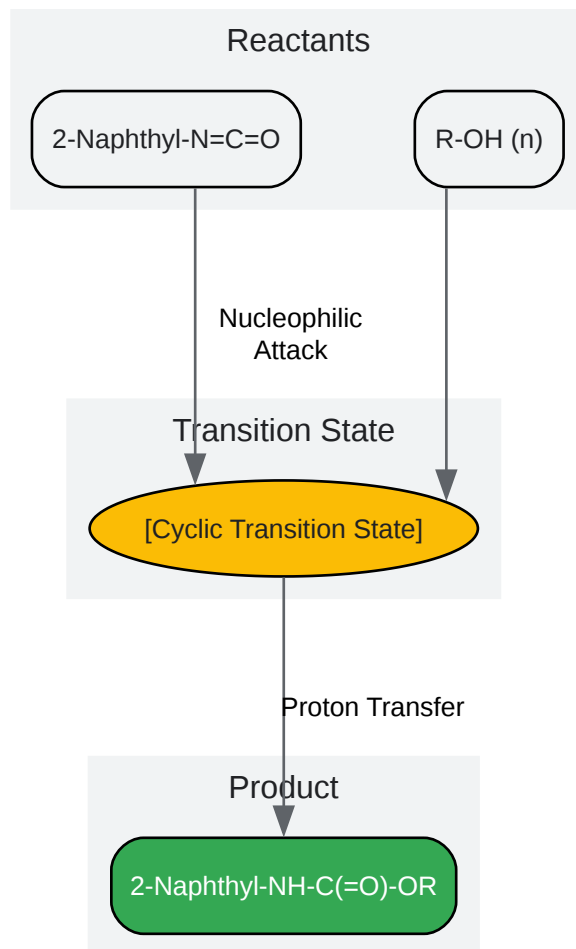 Reactants
2-Naphthyl-N=C=O
R-OH (n)
Nucleophilic
Attack
Transition State
[Cyclic Transition State]
Proton Transfer
Product
2-Naphthyl-NH-C(=O)-OR